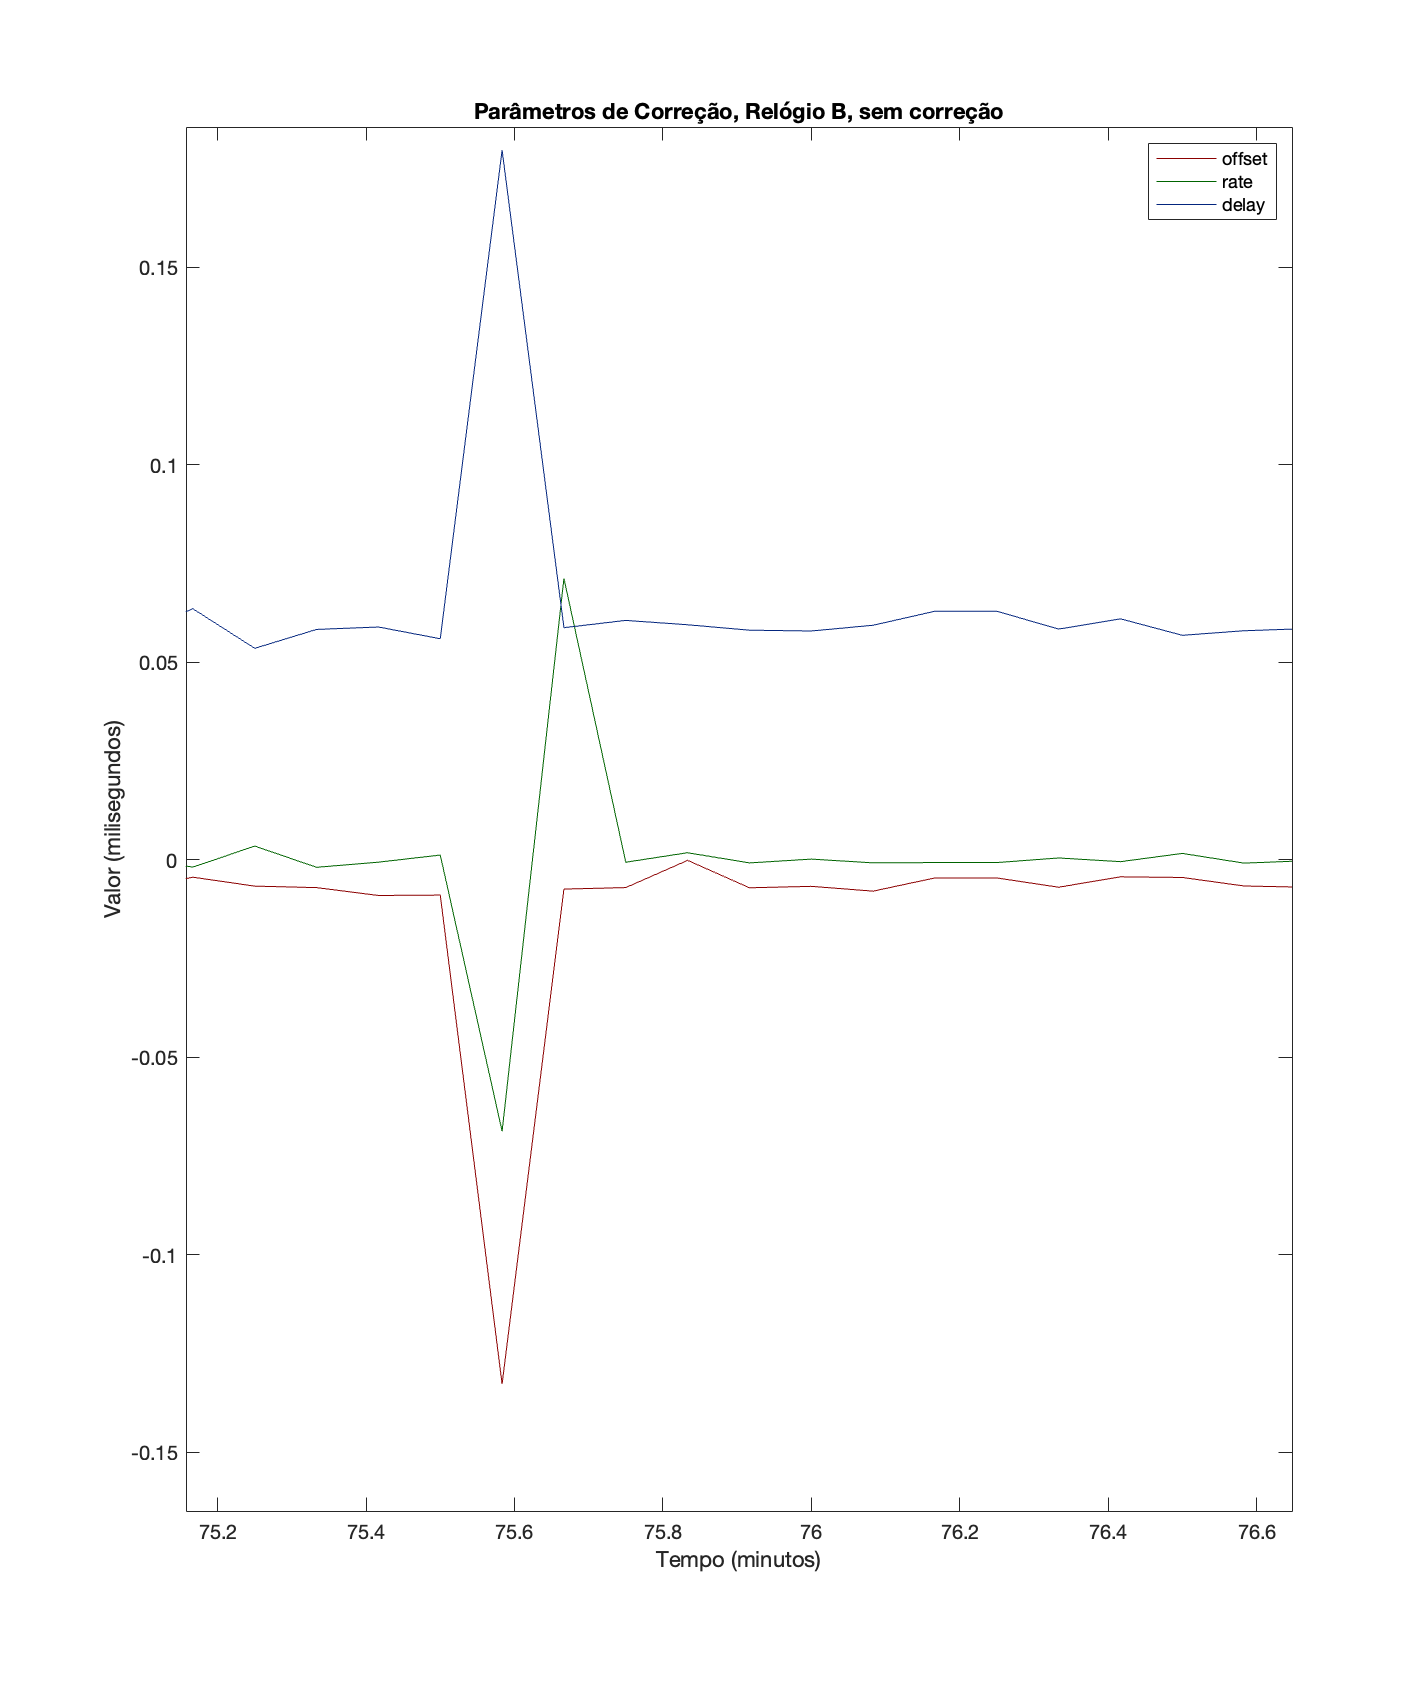 Parâmetros de Correção, Relógio B, sem correção
offset
rate
delay
0.15
0.1
0.05
0
-0.05
-0.1
-0.15
Valor (milisegundos)
75.2 75.4 75.6 75.8 76 76.2 76.4 76.6
Tempo (minutos)